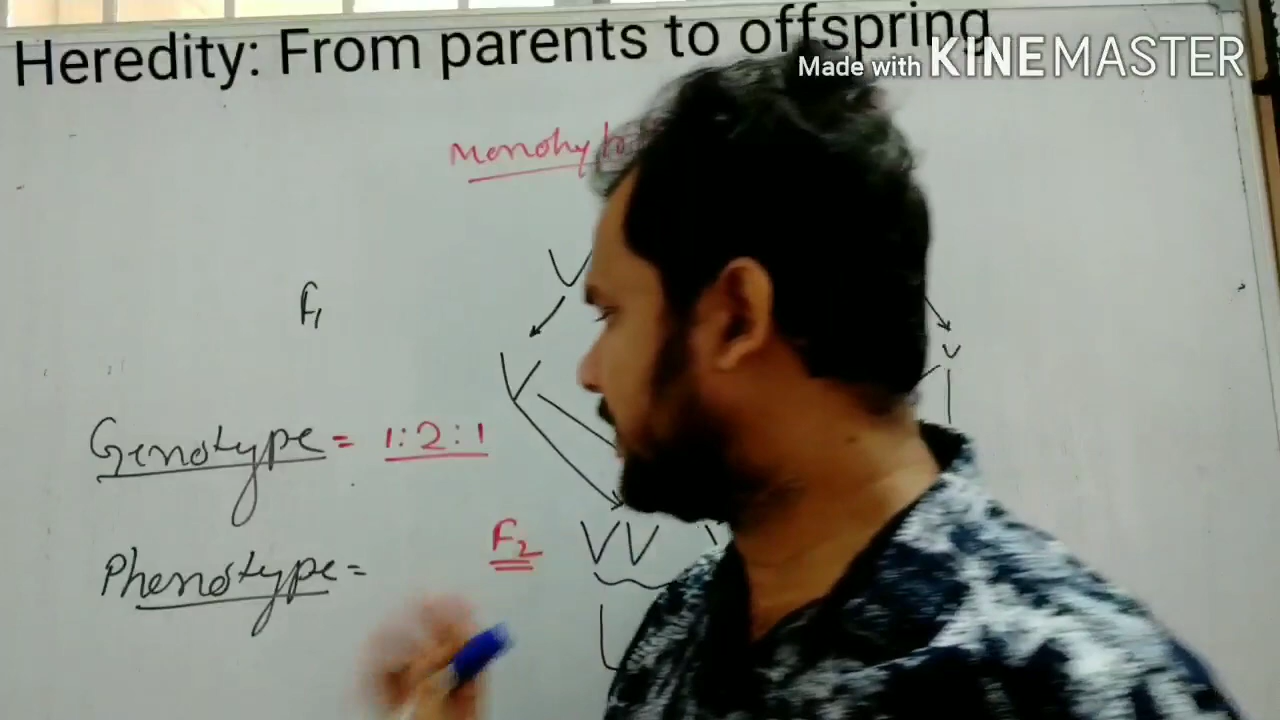 Heredity: From parents to offspring
Made with KINEMASTER
V
F1
V
v
Genotype = 1:2:1
F2
VV
Phenotype =